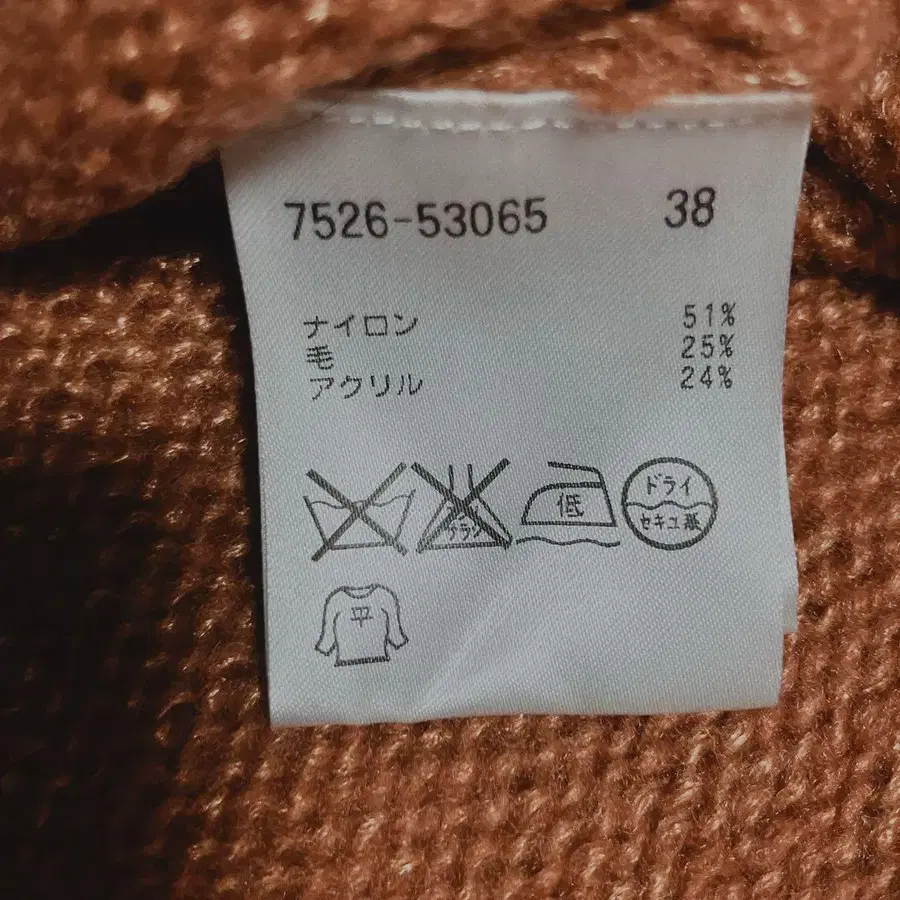 7526-53065 38
ナイロン 51%
毛 25%
アクリル 24%
低
ドライ
セキユ系
平